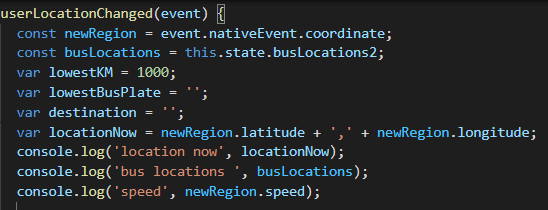 userLocationChanged(event) {
const newRegion = event.nativeEvent.coordinate;
const busLocations = this.state.busLocations2;
var lowestKM = 1000;
var lowestBusPlate = '';
var destination = '';
var locationNow = newRegion.latitude + ',' + newRegion.longitude;
console.log('location now', locationNow);
console.log('bus locations ', busLocations);
console.log('speed', newRegion.speed);